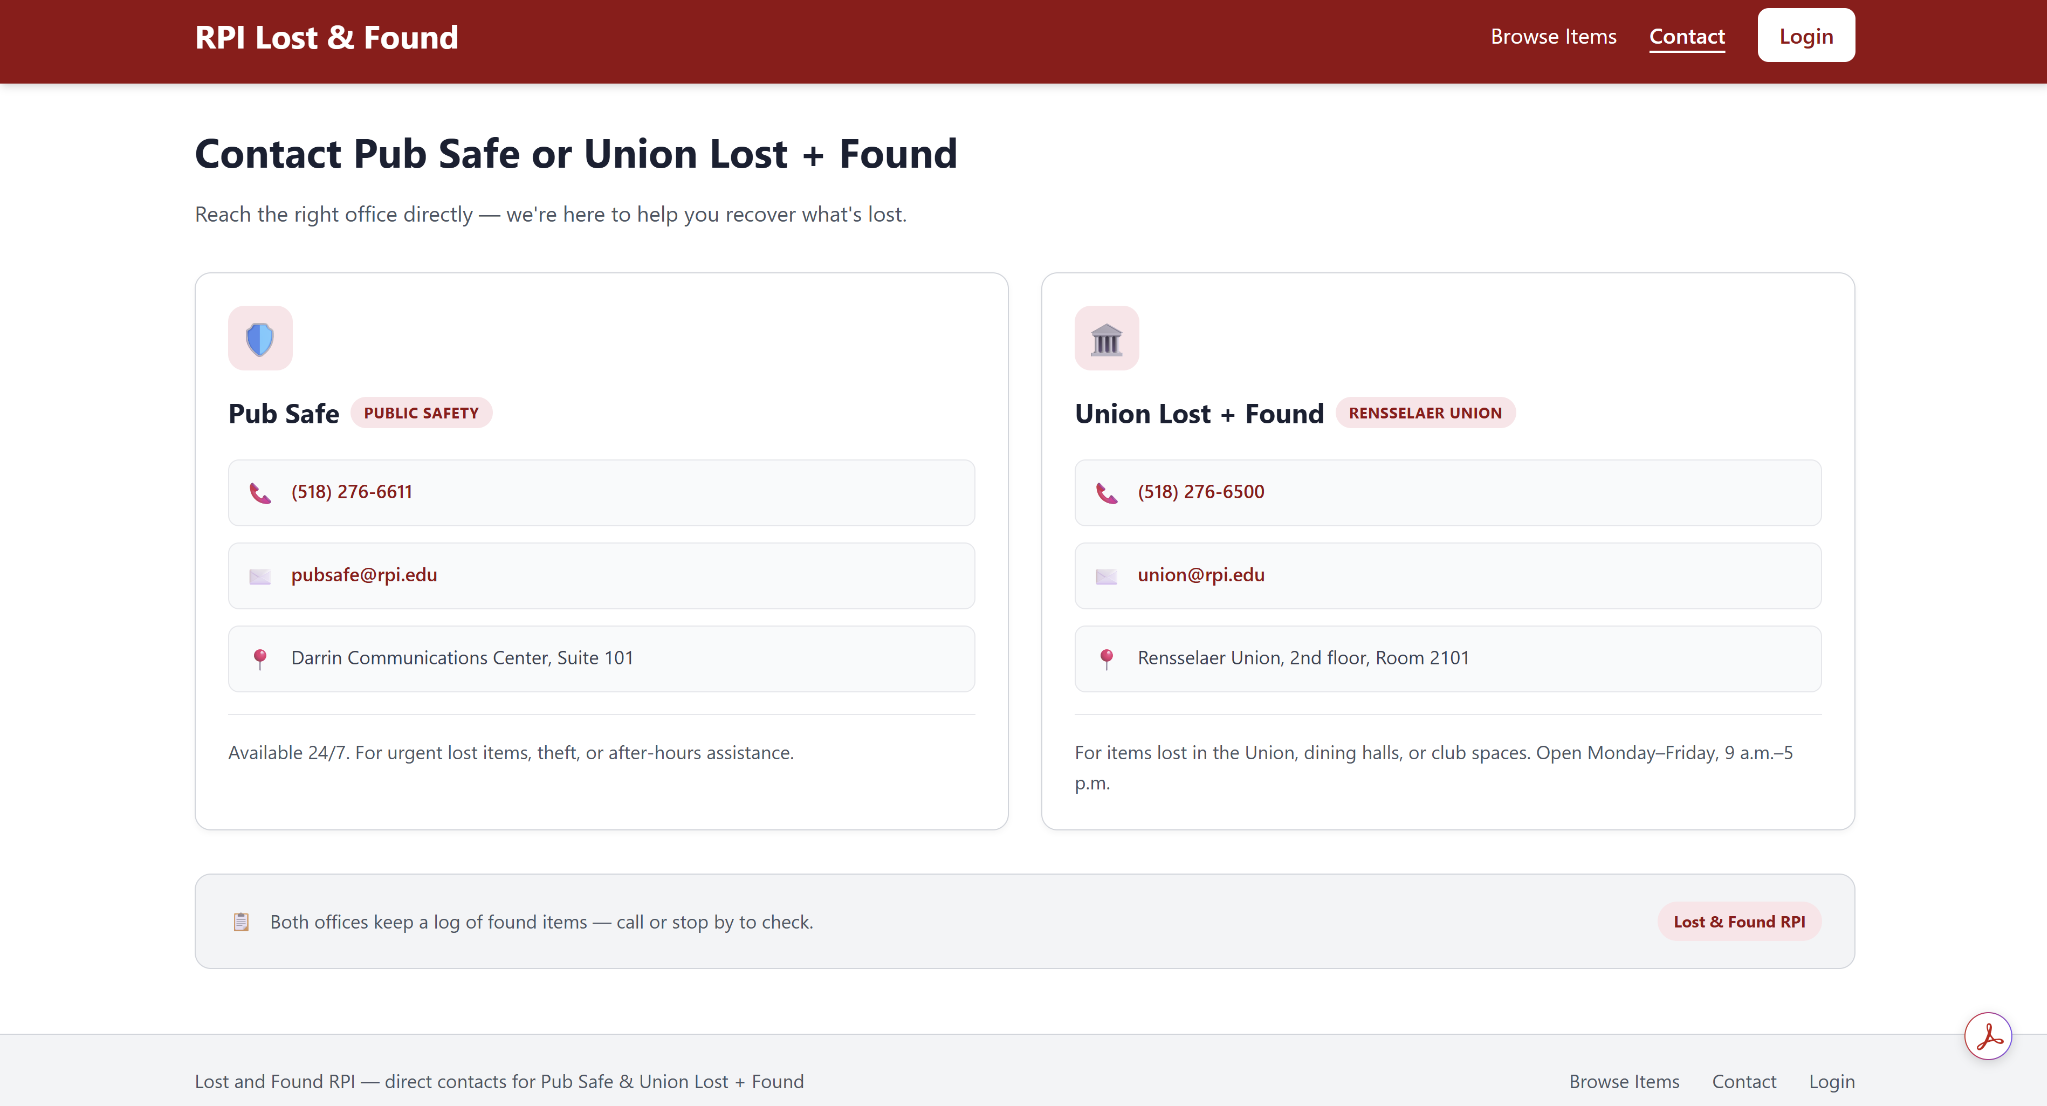 RPI Lost & Found
Browse Items
Contact
Login
Contact Pub Safe or Union Lost + Found
Reach the right office directly — we're here to help you recover what's lost.
Pub Safe
PUBLIC SAFETY
(518) 276-6611
pubsafe@rpi.edu
Darrin Communications Center, Suite 101
Available 24/7. For urgent lost items, theft, or after-hours assistance.
Union Lost + Found
RENSSELAER UNION
(518) 276-6500
union@rpi.edu
Rensselaer Union, 2nd floor, Room 2101
For items lost in the Union, dining halls, or club spaces. Open Monday–Friday, 9 a.m.–5
p.m.
Both offices keep a log of found items — call or stop by to check.
Lost & Found RPI
Lost and Found RPI — direct contacts for Pub Safe & Union Lost + Found
Browse Items
Contact
Login